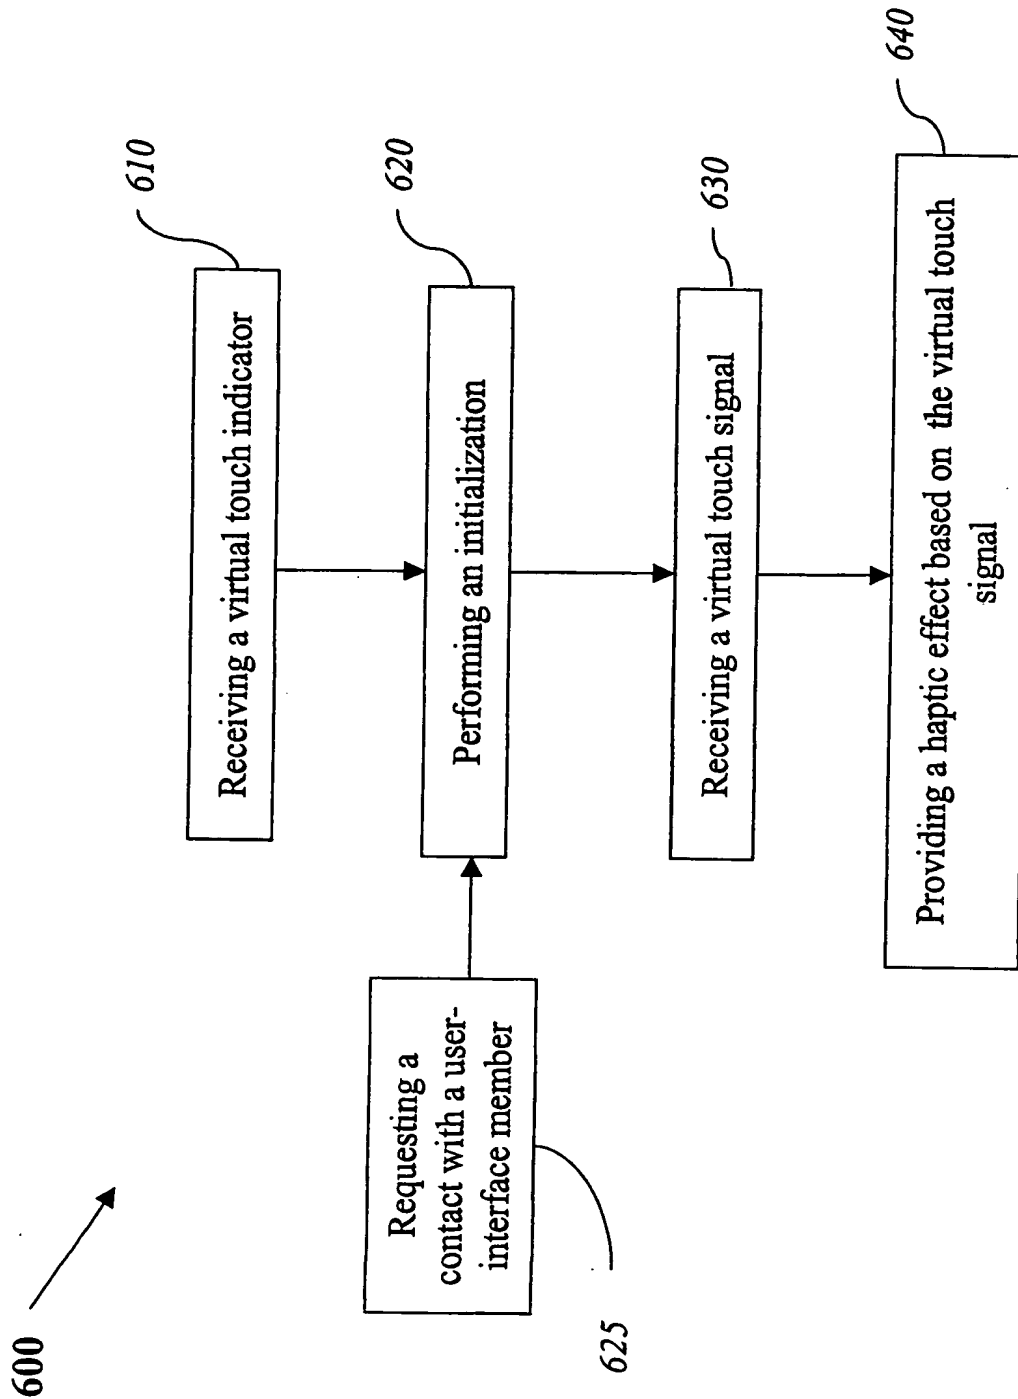 600
Receiving a virtual touch indicator
610
Requesting a
contact with a user-
interface member
625
Performing an initialization
620
Receiving a virtual touch signal
630
Providing a haptic effect based on the virtual touch
signal
640